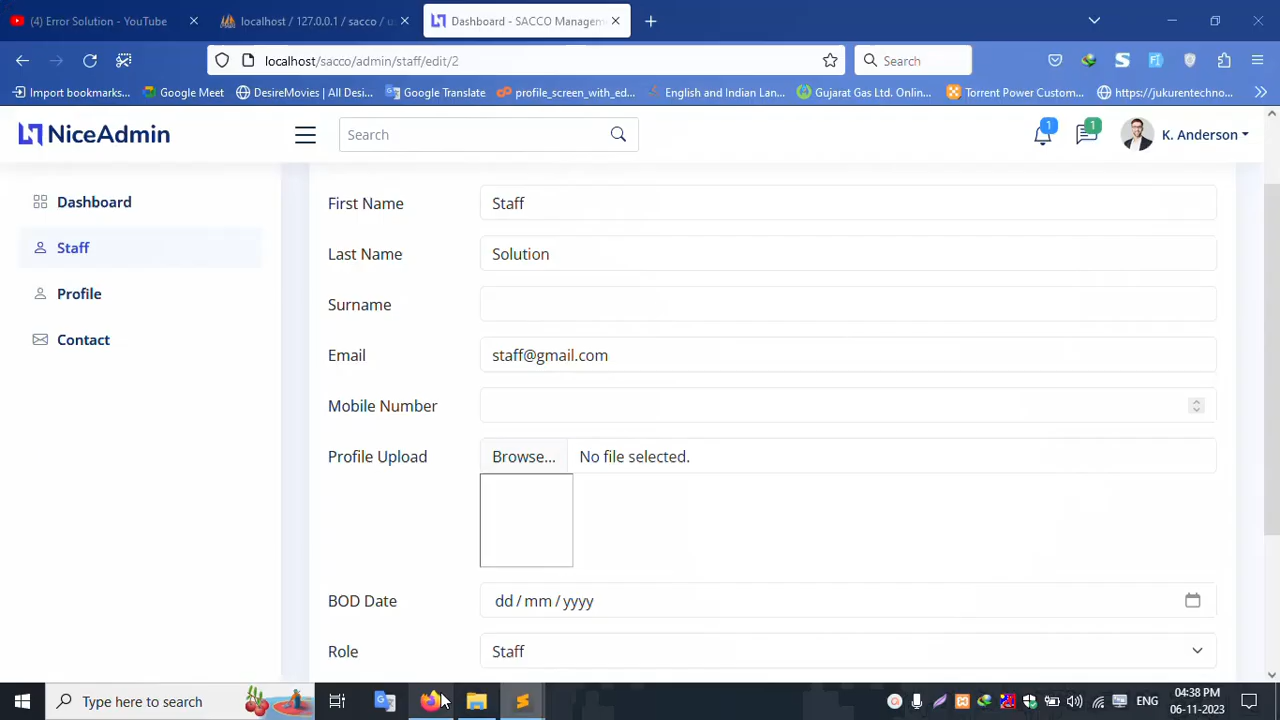 (4) Error Solution - YouTube
localhost / 127.0.0.1 / sacco / u
Dashboard - SACCO Managem
localhost/sacco/admin/staff/edit/2
Search
Import bookmarks...
Google Meet
DesireMovies | All Desi...
Google Translate
profile_screen_with_ed...
English and Indian Lan...
Gujarat Gas Ltd. Onlin...
Torrent Power Custom...
https://jukurentechno...
NiceAdmin
Search
1
1
K. Anderson
Dashboard
Staff
Profile
Contact
First Name
Staff
Last Name
Solution
Surname
Email
staff@gmail.com
Mobile Number
Profile Upload
Browse...
No file selected.
BOD Date
dd / mm / yyyy
Role
Staff
Type here to search
ENG
04:38 PM
06-11-2023